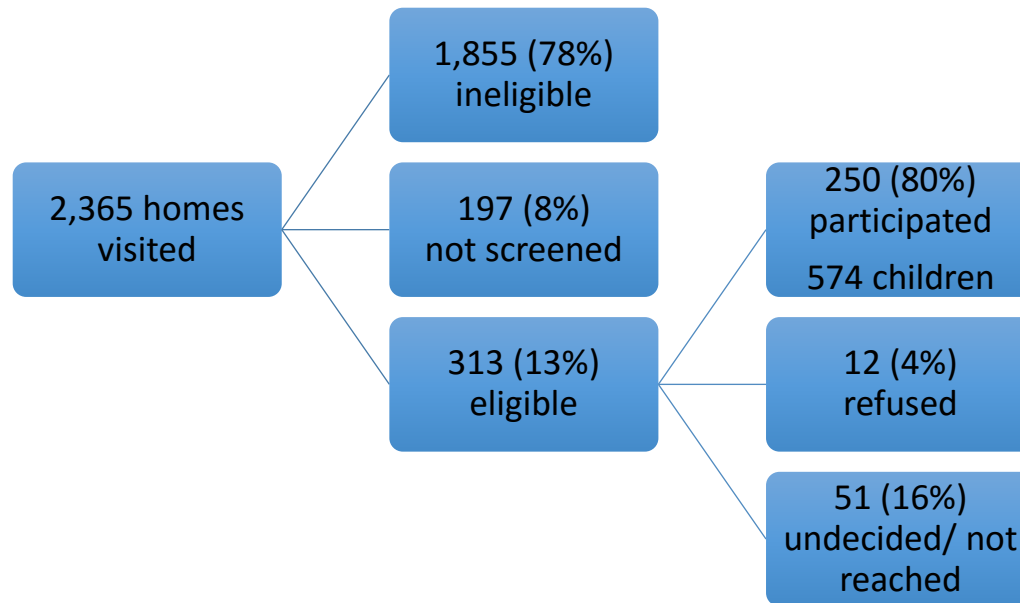 2,365 homes
visited
1,855 (78%)
ineligible
197 (8%)
not screened
313 (13%)
eligible
250 (80%)
participated
574 children
12 (4%)
refused
51 (16%)
undecided/ not
reached